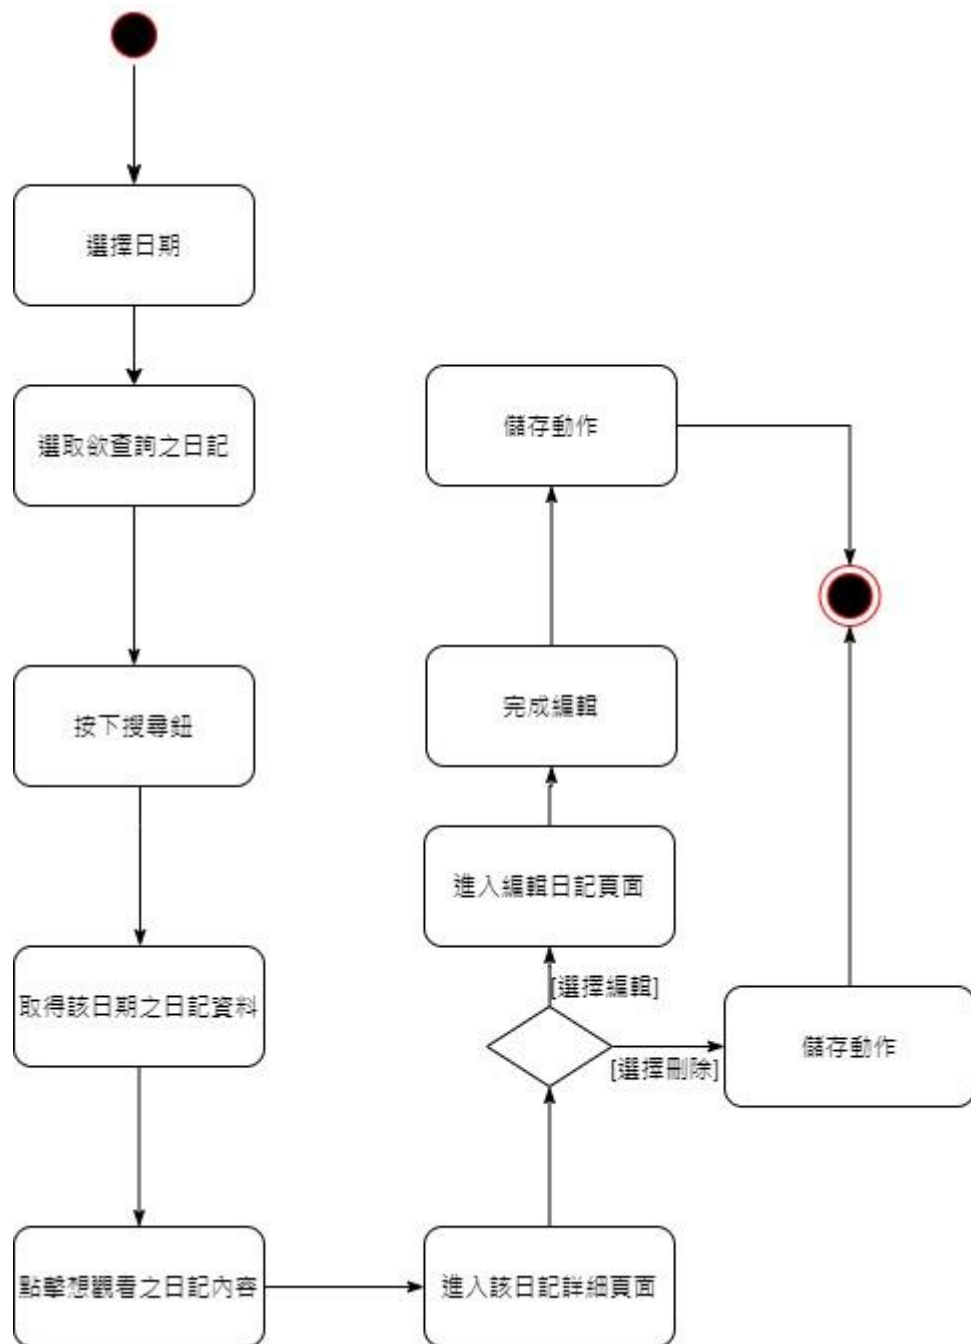 選擇日期
選取欲查詢之日記
按下搜尋鈕
取得該日期之日記資料
點擊想觀看之日記內容
進入該日記詳細頁面
[選擇編輯]
[選擇刪除]
進入編輯日記頁面
完成編輯
儲存動作
儲存動作